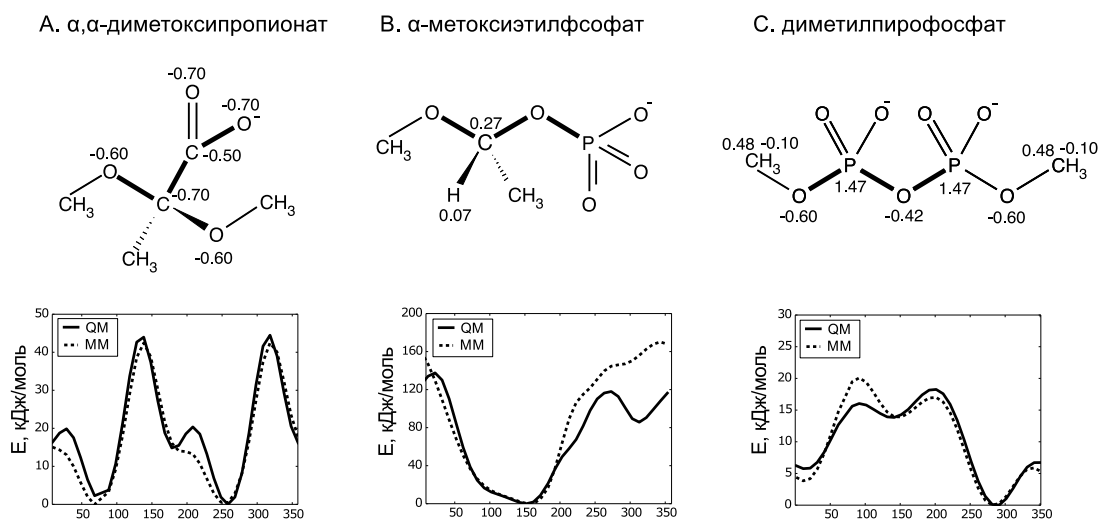 А. α,α-диметоксипропионат
B. α-метоксиэтилфсофат
C. диметилпирофосфат
-0.70
O
-0.70
O-
C
-0.50
-0.60
O
-0.70
C
CH3
O
CH3
CH3
-0.60
O
0.27
O
O-
C
P
O
CH3
H
CH3
O
0.07
O
O-
O
O-
0.48 -0.10
CH3
P
P
0.48 -0.10
CH3
1.47
1.47
O
O
O
-0.60
-0.42
-0.60
E, кДж/моль
50
40
30
20
10
0
QM
MM
50 100 150 200 250 300 350
E, кДж/моль
200
160
120
80
40
0
QM
MM
50 100 150 200 250 300 350
E, кДж/моль
30
25
20
15
10
5
0
QM
MM
50 100 150 200 250 300 350